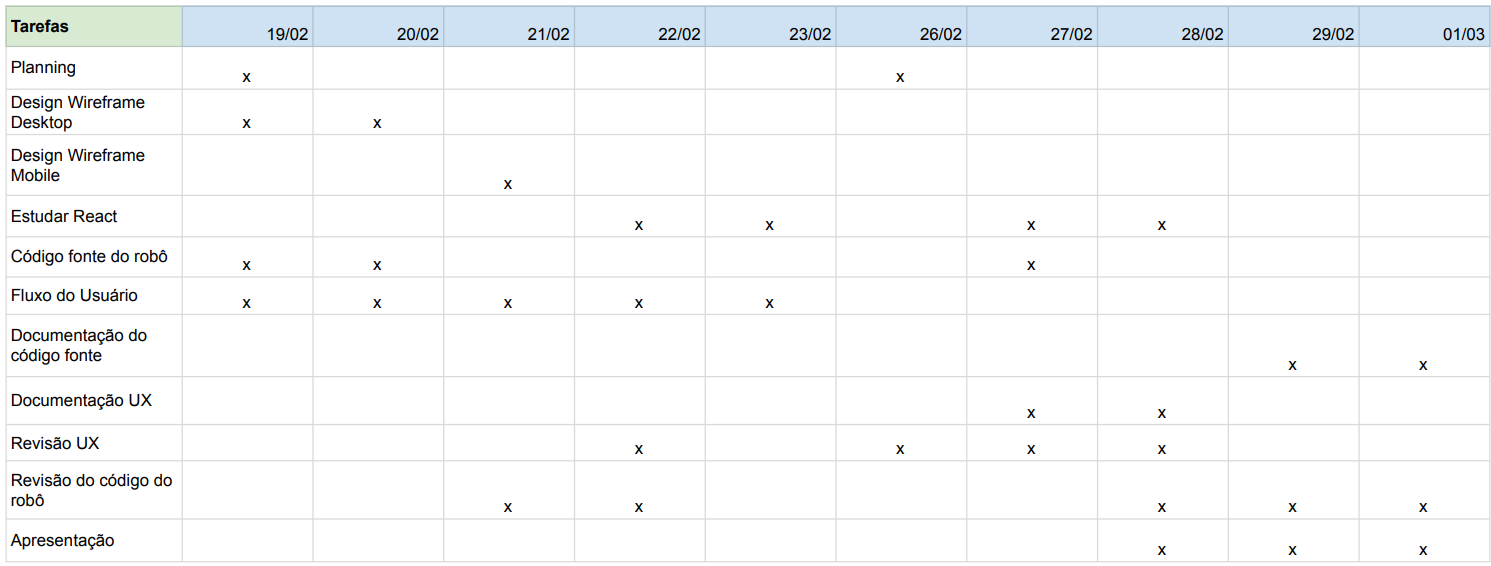 Tarefas 19/02 20/02 21/02 22/02 23/02 26/02 27/02 28/02 29/02 01/03
Planning x x
Design Wireframe
Desktop x x
Design Wireframe
Mobile x
Estudar React x x x x
Código fonte do robô x x x
Fluxo do Usuário x x x x x
Documentação do
código fonte x x
Documentação UX x x
Revisão UX x x x x
Revisão do código do
robô x x x x x
Apresentação x x x